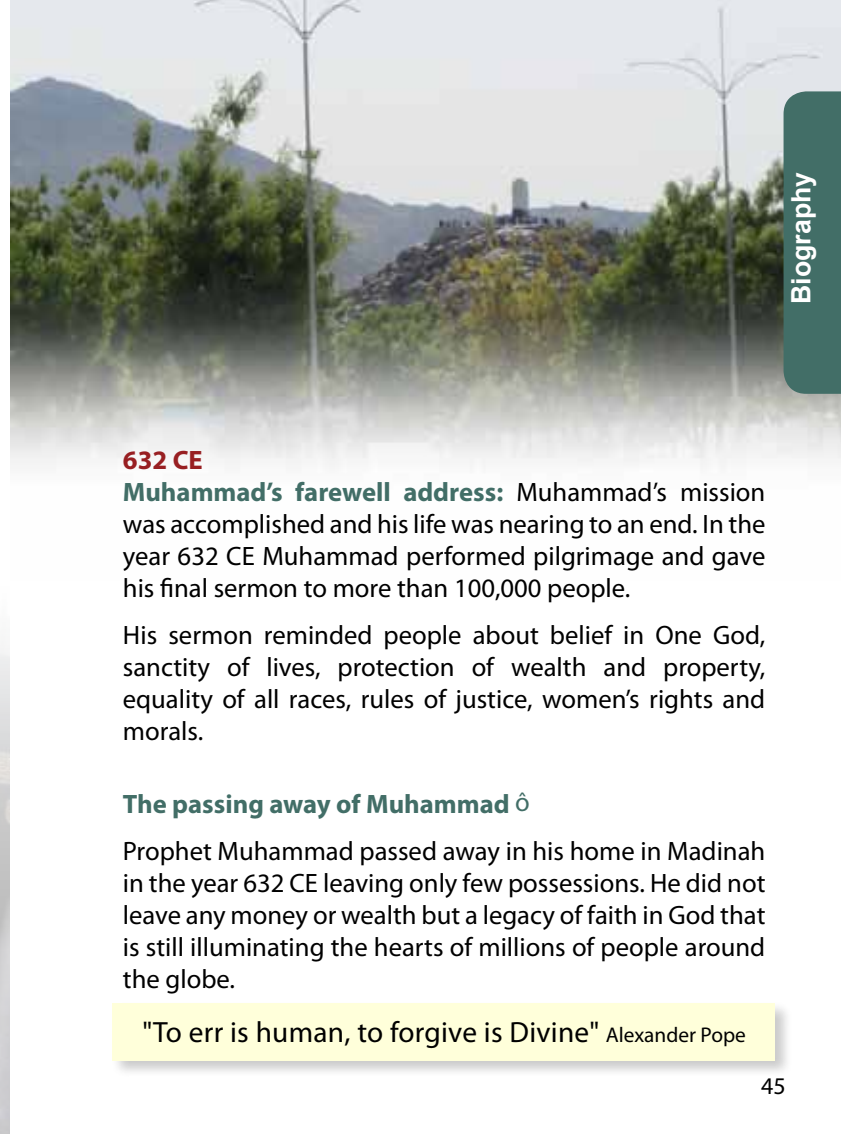 Biography
632 CE
Muhammad’s farewell address: Muhammad’s mission
was accomplished and his life was nearing to an end. In the
year 632 CE Muhammad performed pilgrimage and gave
his final sermon to more than 100,000 people.
His sermon reminded people about belief in One God,
sanctity of lives, protection of wealth and property,
equality of all races, rules of justice, women’s rights and
morals.
The passing away of Muhammad Ô
Prophet Muhammad passed away in his home in Madinah
in the year 632 CE leaving only few possessions. He did not
leave any money or wealth but a legacy of faith in God that
is still illuminating the hearts of millions of people around
the globe.
"To err is human, to forgive is Divine" Alexander Pope
45